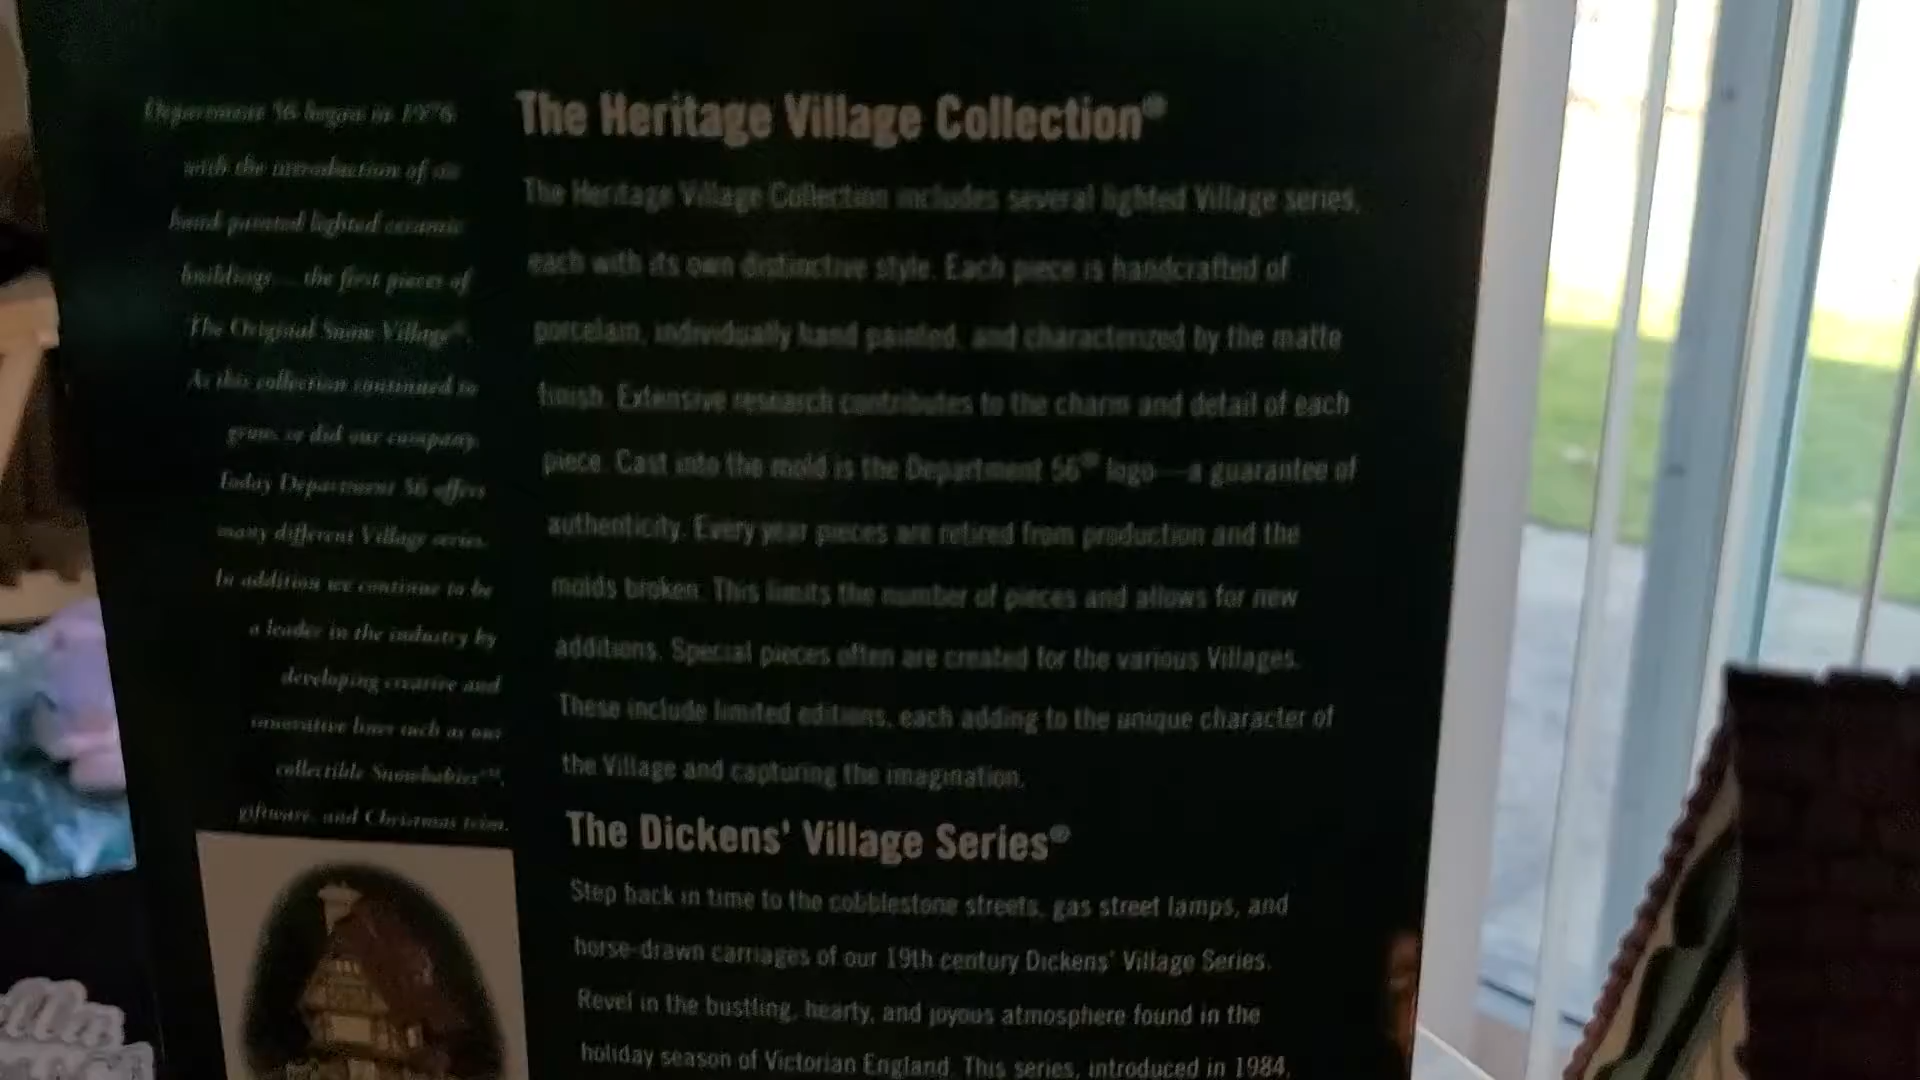 Department 56 began in 1976
with the introduction of six
hand painted lighted ceramic
buildings... the first pieces of
The Original Snow Village®.
As this collection continued to
grow, so did our company.
Today Department 56 offers
many different Village series.
In addition we continue to be
a leader in the industry by
developing creative and
innovative lines such as our
collectible Snowbabies™,
giftware, and Christmas trim.
The Heritage Village Collection®
The Heritage Village Collection includes several lighted Village series,
each with its own distinctive style. Each piece is handcrafted of
porcelain, individually hand painted, and characterized by the matte
finish. Extensive research contributes to the charm and detail of each
piece. Cast into the mold is the Department 56® logo—a guarantee of
authenticity. Every year pieces are retired from production and the
molds broken. This limits the number of pieces and allows for new
additions. Special pieces often are created for the various Villages.
These include limited editions, each adding to the unique character of
the Village and capturing the imagination.
The Dickens' Village Series®
Step back in time to the cobblestone streets, gas street lamps, and
horse-drawn carriages of our 19th century Dickens' Village Series.
Revel in the bustling, hearty, and joyous atmosphere found in the
holiday season of Victorian England. This series, introduced in 1984,